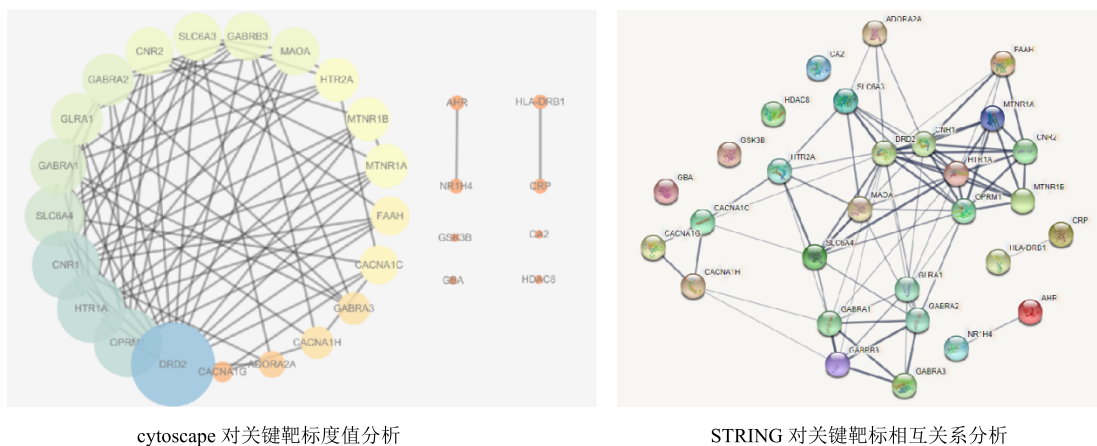 SLC6A3
GABRB3
CNR2
MAOA
GABRA2
HTR2A
GLRA1
MTNR1B
GABRA1
MTNR1A
SLC6A4
FAAH
CNR1
CACNA1C
HTR1A
GABRA3
OPRM1
CACNA1H
DRD2
ADORA2A
CACNA1G
AHR
HLA-DRB1
NR1H4
CRP
GSK3B
CA2
GBA
HDAC8
ADORA2A
CA2
FAAH
SLC6A3
HDAC8
MTNR1A
DRD2
CNR1
CNR2
GSK3B
HTR2A
HTR1A
GBA
MAOA
OPRM1
MTNR1B
CACNA1C
CRP
CACNA1G
SLC6A4
HLA-DRB1
CACNA1H
GLRA1
GABRA1
GABRA2
AHR
NR1H4
GABRB3
GABRA3
cytoscape 对关键靶标度值分析
STRING 对关键靶标相互关系分析